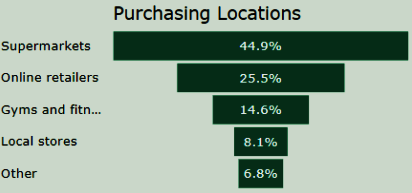 Purchasing Locations
Supermarkets 44.9%
Online retailers 25.5%
Gyms and fitn... 14.6%
Local stores 8.1%
Other 6.8%